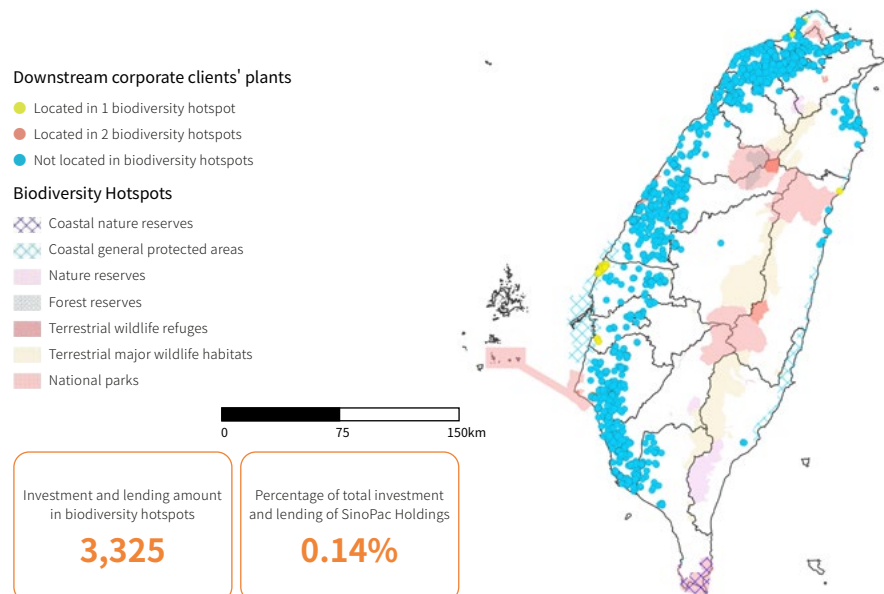 Downstream corporate clients' plants
Located in 1 biodiversity hotspot
Located in 2 biodiversity hotspots
Not located in biodiversity hotspots
Biodiversity Hotspots
Coastal nature reserves
Coastal general protected areas
Nature reserves
Forest reserves
Terrestrial wildlife refuges
Terrestrial major wildlife habitats
National parks
0 75 150km
Investment and lending amount
in biodiversity hotspots
3,325
Percentage of total investment
and lending of SinoPac Holdings
0.14%